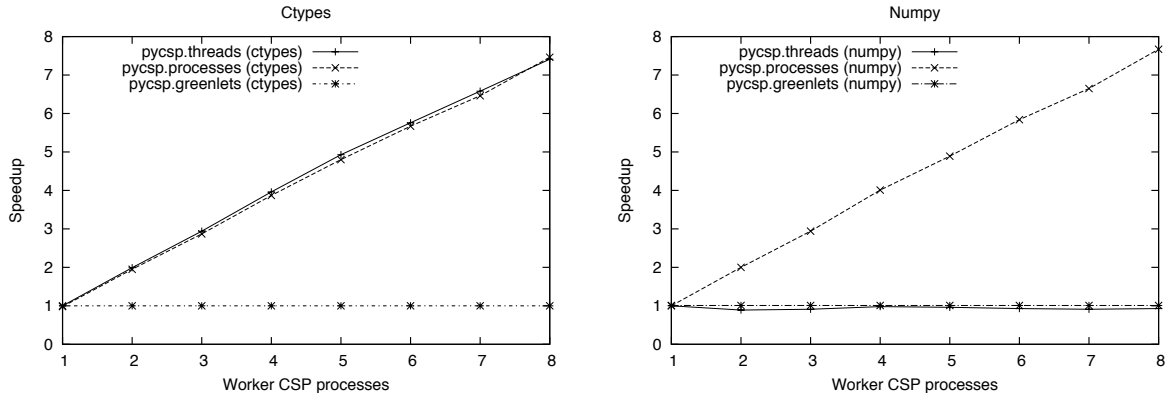 Ctypes
8
7
6
5
4
3
2
1
0
Speedup
pycsp.threads (ctypes)
pycsp.processes (ctypes)
pycsp.greenlets (ctypes)
1 2 3 4 5 6 7 8
Worker CSP processes
Numpy
8
7
6
5
4
3
2
1
0
Speedup
pycsp.threads (numpy)
pycsp.processes (numpy)
pycsp.greenlets (numpy)
1 2 3 4 5 6 7 8
Worker CSP processes